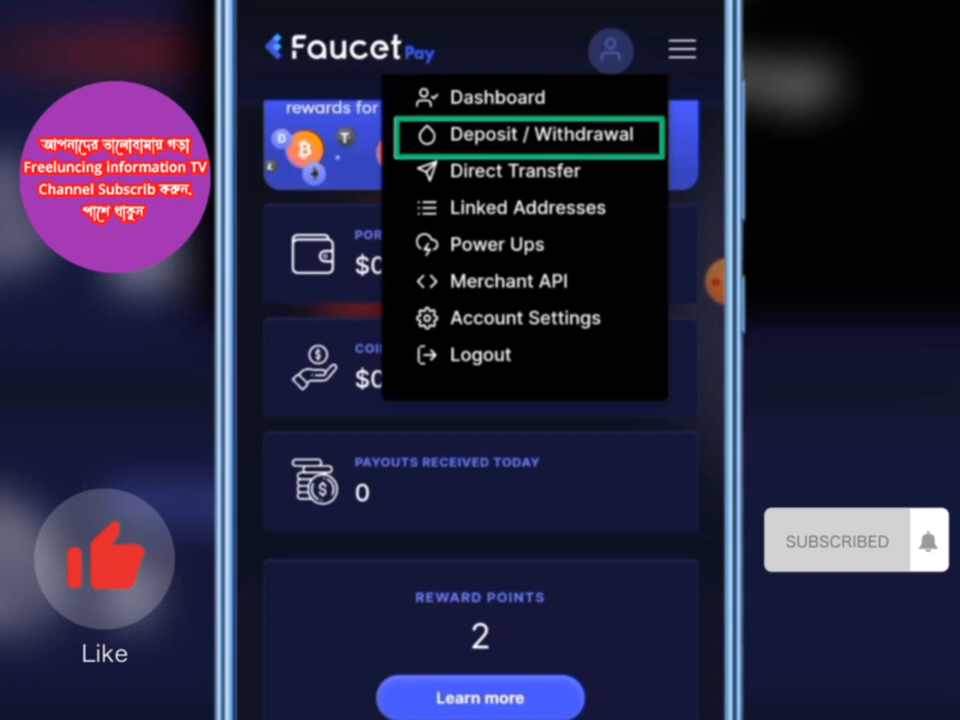 Faucet Pay
rewards for
Dashboard
Deposit / Withdrawal
Direct Transfer
Linked Addresses
Power Ups
Merchant API
Account Settings
Logout
আপনাদের ভালোবাসায় গড়া
Freeluncing information TV
Channel Subscrib করুন,
পাশে থাকুন
POR
$0
COI
$0
PAYOUTS RECEIVED TODAY
0
REWARD POINTS
2
Learn more
Like
SUBSCRIBED